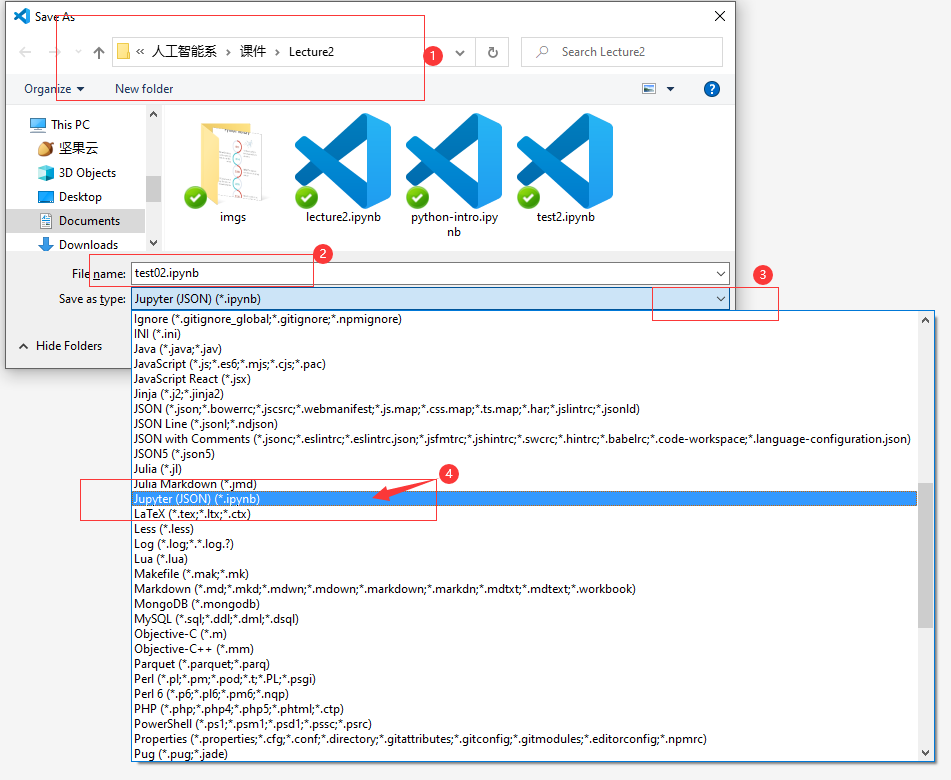 Save As
« 人工智能系 › 课件 › Lecture2
1
Search Lecture2
Organize
New folder
?
This PC
坚果云
3D Objects
Desktop
Documents
Downloads
imgs
lecture2.ipynb
python-intro.ipy
nb
test2.ipynb
2
File name:
test02.ipynb
3
Save as type:
Jupyter (JSON) (*.ipynb)
Hide Folders
Ignore (*.gitignore_global;*.gitignore;*.npmignore)
INI (*.ini)
Java (*.java;*.jav)
JavaScript (*.js;*.es6;*.mjs;*.cjs;*.pac)
JavaScript React (*.jsx)
Jinja (*.j2;*.jinja2)
JSON (*.json;*.bowerrc;*.jscsrc;*.webmanifest;*.js.map;*.css.map;*.ts.map;*.har;*.jslintrc;*.jsonld)
JSON Line (*.jsonl;*.ndjson)
JSON with Comments (*.jsonc;*.eslintrc;*.eslintrc.json;*.jsfmtrc;*.jshintrc;*.swcrc;*.hintrc;*.babelrc;*.code-workspace;*.language-configuration.json)
JSON5 (*.json5)
Julia (*.jl)
4
Julia Markdown (*.jmd)
Jupyter (JSON) (*.ipynb)
LaTeX (*.tex;*.ltx;*.ctx)
Less (*.less)
Log (*.log;*.*.log.?)
Lua (*.lua)
Makefile (*.mak;*.mk)
Markdown (*.md;*.mkd;*.mdwn;*.mdown;*.markdown;*.markdn;*.mdtxt;*.mdtext;*.workbook)
MongoDB (*.mongodb)
MySQL (*.sql;*.ddl;*.dml;*.dsql)
Objective-C (*.m)
Objective-C++ (*.mm)
Parquet (*.parquet;*.parq)
Perl (*.pl;*.pm;*.pod;*.t;*.PL;*.psgi)
Perl 6 (*.p6;*.pl6;*.pm6;*.nqp)
PHP (*.php;*.php4;*.php5;*.phtml;*.ctp)
PowerShell (*.ps1;*.psm1;*.psd1;*.pssc;*.psrc)
Properties (*.properties;*.cfg;*.conf;*.directory;*.gitattributes;*.gitconfig;*.gitmodules;*.editorconfig;*.npmrc)
Pug (*.pug;*.jade)